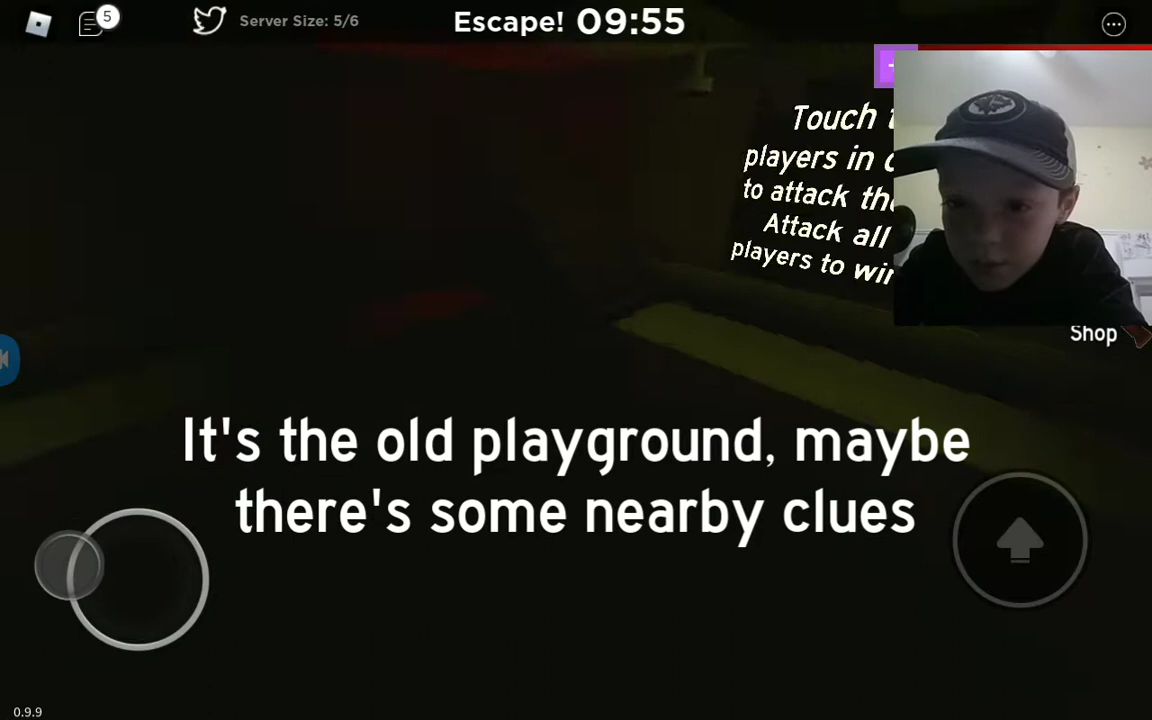 5
Server Size: 5/6
Escape! 09:55
Touch
players in
to attack
Attack all
players to
Shop
It's the old playground, maybe
there's some nearby clues
0.9.9